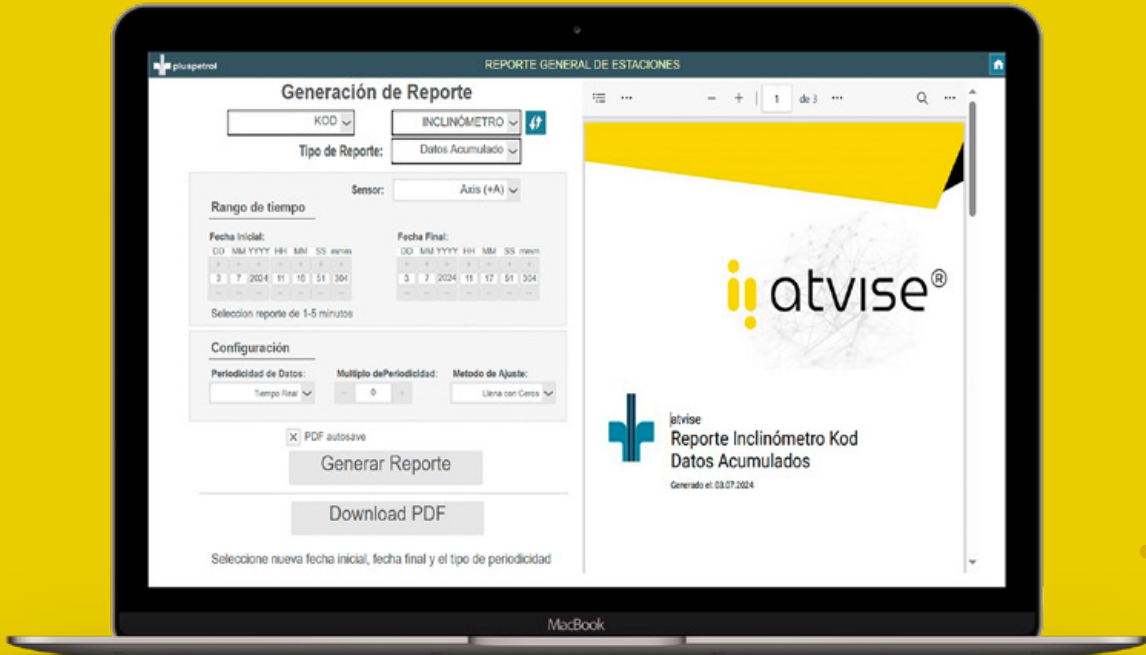 pluspetrol
REPORTE GENERAL DE ESTACIONES
Generación de Reporte
KOD
INCLINÓMETRO
Tipo de Reporte:
Datos Acumulado
Sensor:
Axis (+A)
Rango de tiempo
Fecha Inicial:
DD MM YYYY HH MM SS mmm
3 7 2024 11 16 51 304
Fecha Final:
DD MM YYYY HH MM SS mmm
3 7 2024 11 17 51 304
Seleccion reporte de 1-5 minutos
Configuración
Periodicidad de Datos:
Tiempo Real
Multiplo dePeriodicidad:
- 0 +
Metodo de Ajuste:
Llena con Ceros
X PDF autosave
Generar Reporte
Download PDF
Seleccione nueva fecha inicial, fecha final y el tipo de periodicidad
1 de 3
atvise®
atvise
Reporte Inclinómetro Kod
Datos Acumulados
Generado el: 03.07.2024
MacBook